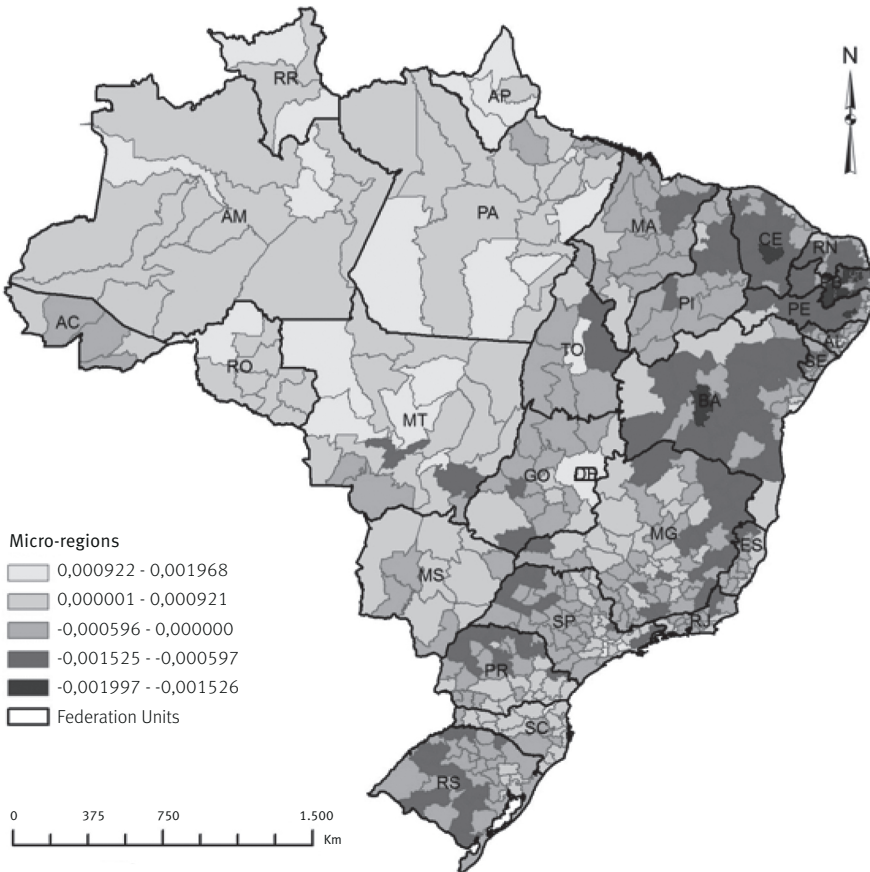 N
RR
AP
AM
PA
MA
CE
RN
PB
PE
AL
SE
PI
AC
RO
TO
BA
MT
GO
DF
MG
ES
MS
SP
RJ
PR
SC
RS
Micro-regions
0,000922 - 0,001968
0,000001 - 0,000921
-0,000596 - 0,000000
-0,001525 - -0,000597
-0,001997 - -0,001526
Federation Units
0 375 750 1.500
Km